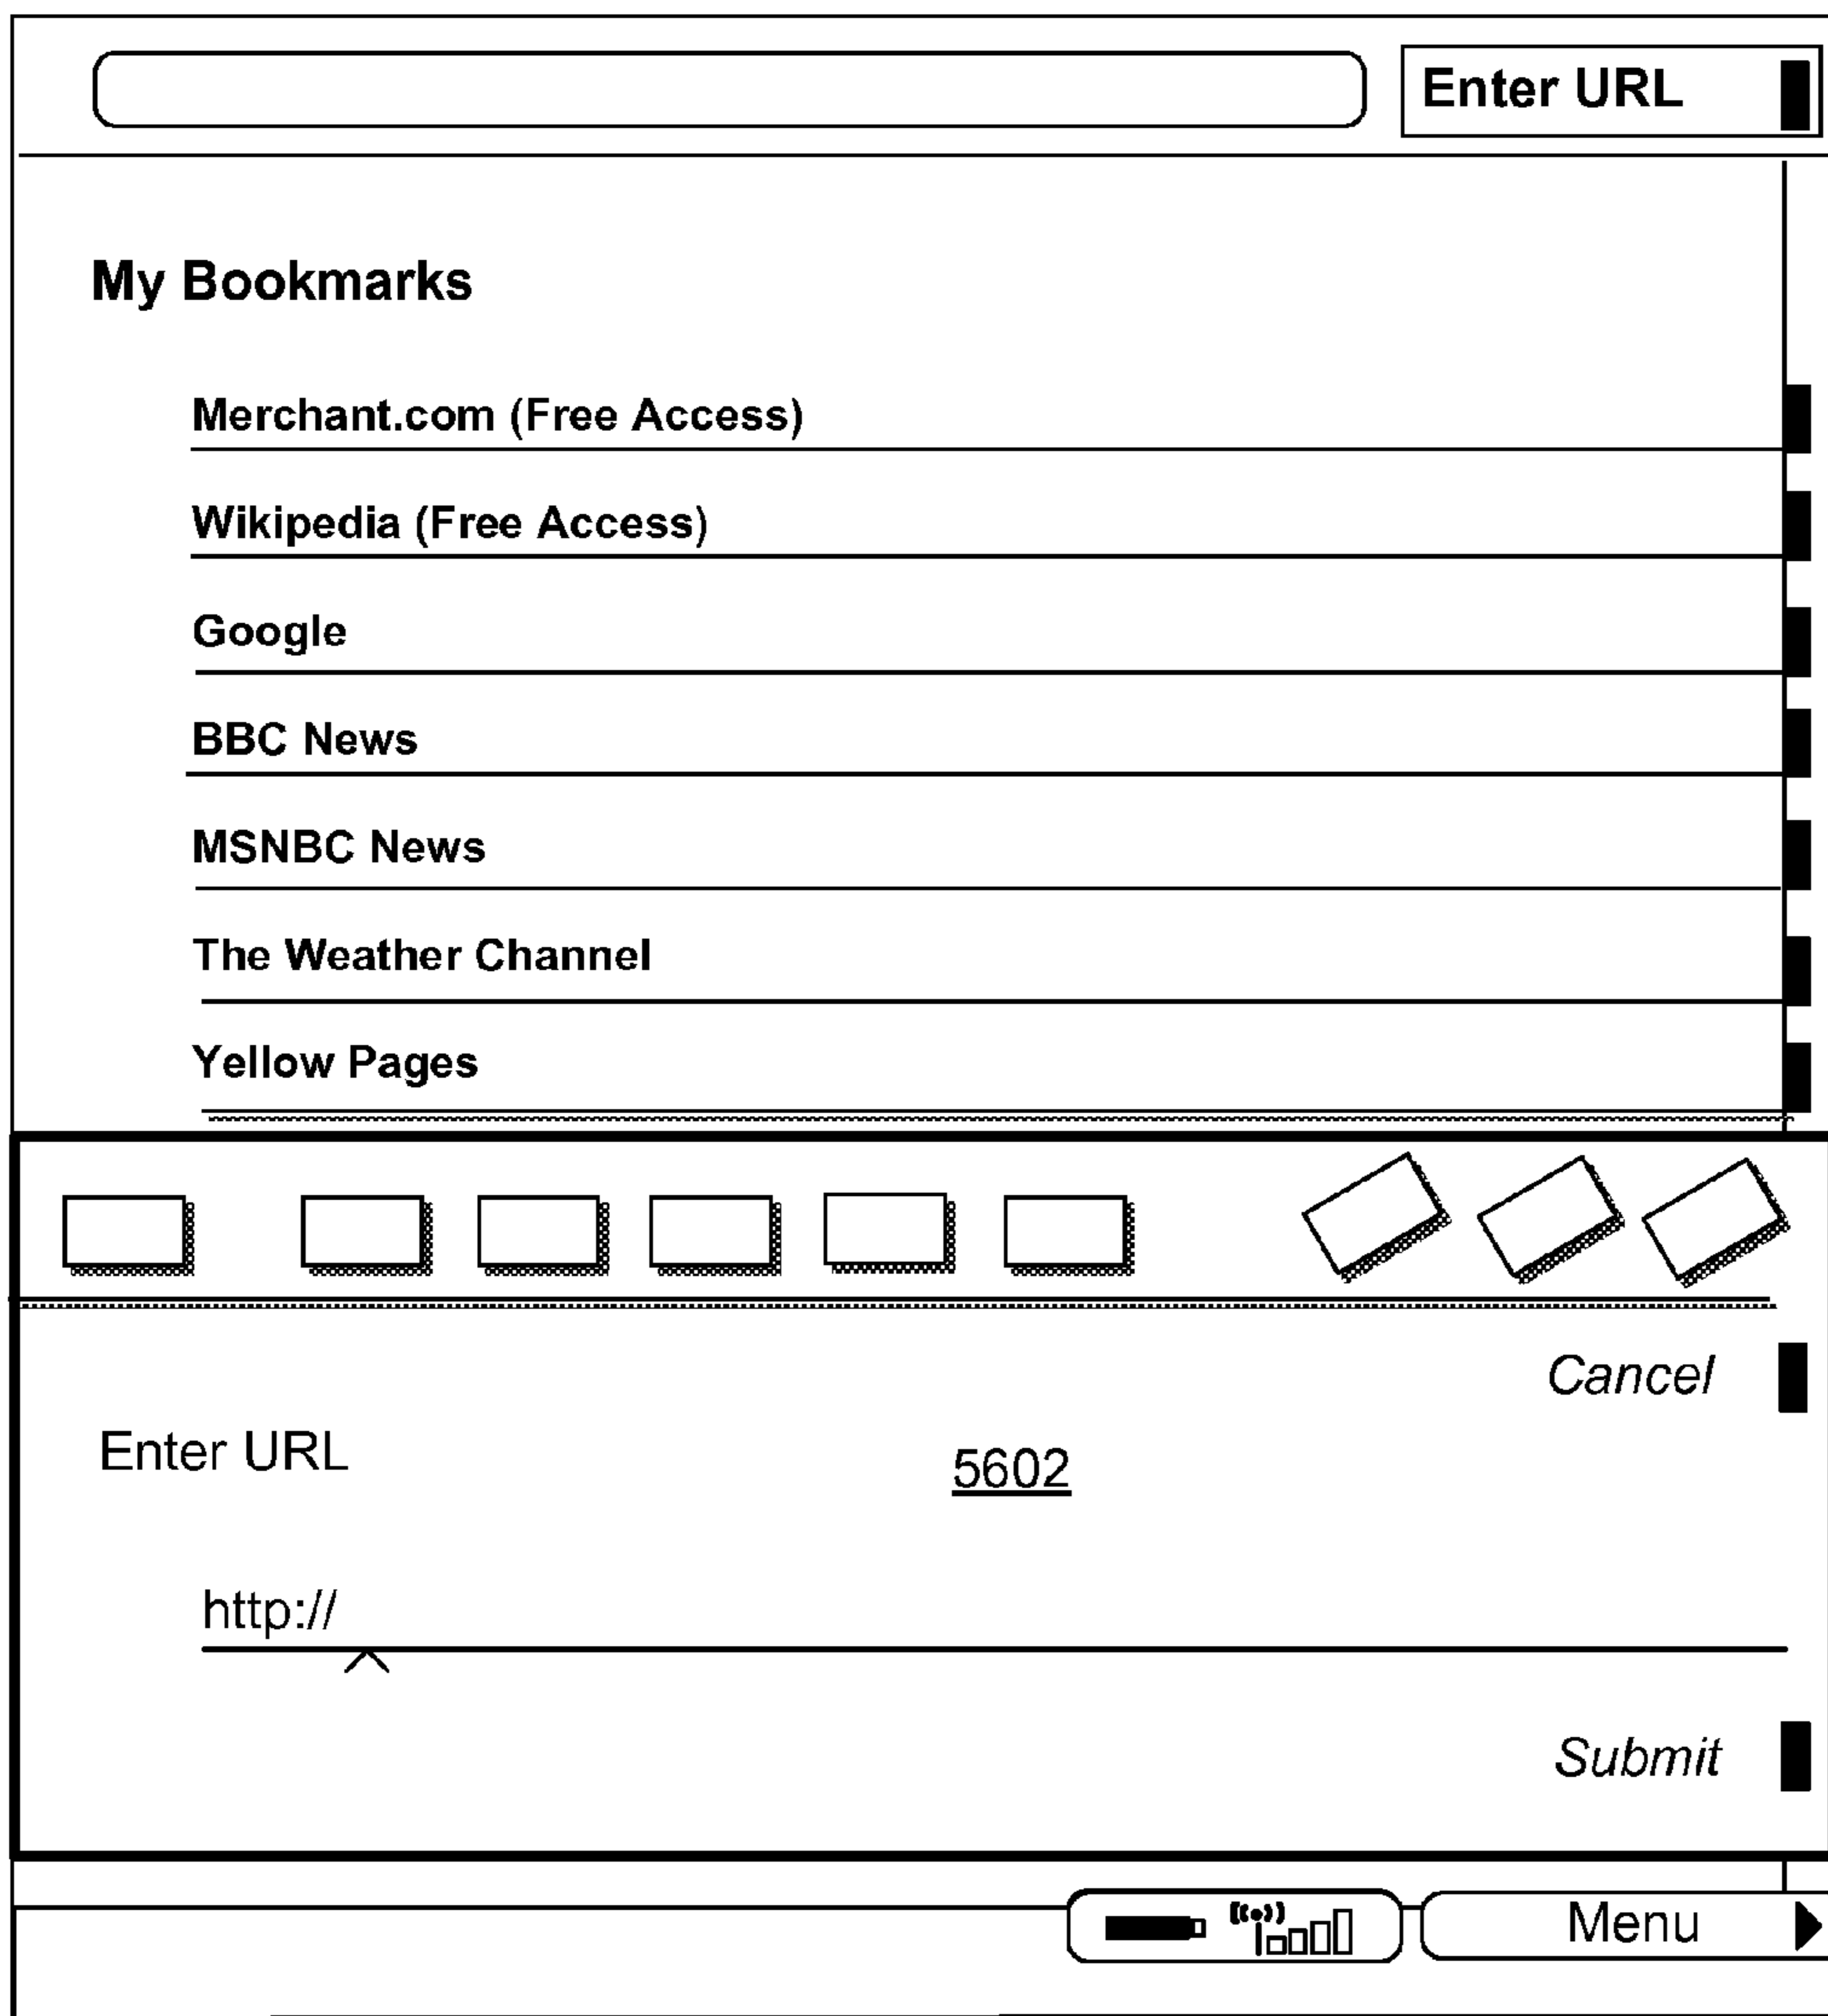 Enter URL
My Bookmarks
Merchant.com (Free Access)
Wikipedia (Free Access)
Google
BBC News
MSNBC News
The Weather Channel
Yellow Pages
Cancel
Enter URL
5602
http://
Submit
Menu